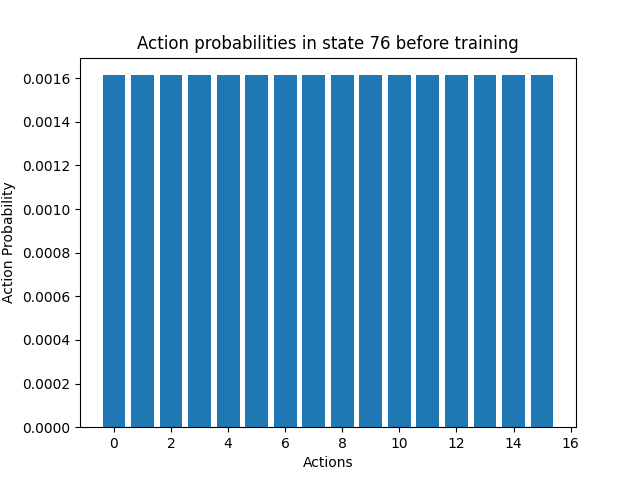 Action probabilities in state 76 before training
0.0016
0.0014
0.0012
0.0010
0.0008
0.0006
0.0004
0.0002
0.0000
Action Probability
0 2 4 6 8 10 12 14 16
Actions